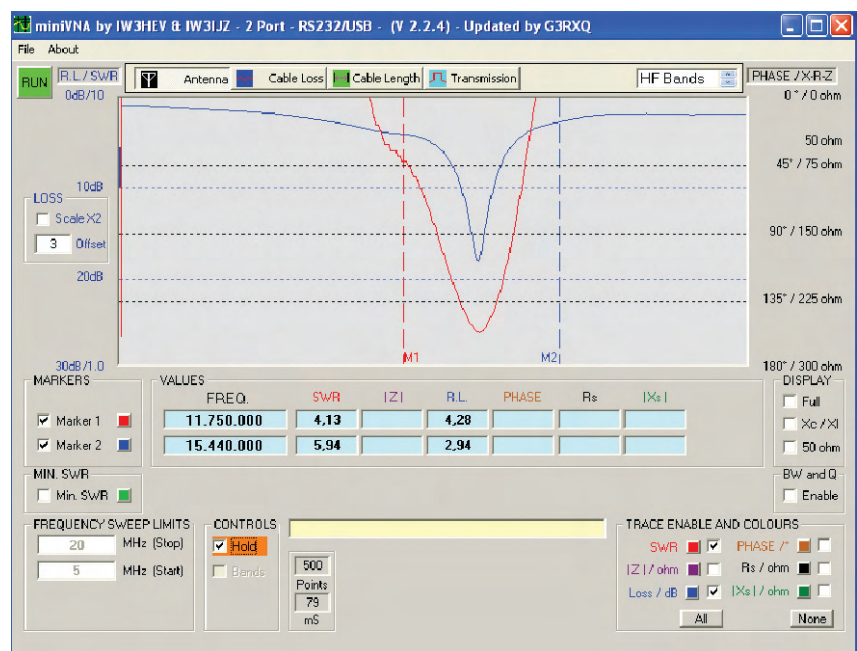 miniVNA by IW3HEV & IW3IJZ - 2 Port - RS232/USB - (V 2.2.4) - Updated by G3RXQ
File About
RUN R.L / SWR Antenna Cable Loss Cable Length Transmission HF Bands PHASE / X-R-Z
0dB/10 0 ° / 0 ohm
50 ohm
45° / 75 ohm
10dB
LOSS
Scale X2
3 Offset
90° / 150 ohm
20dB
135° / 225 ohm
M1 M2
30dB /1.0 180° / 300 ohm
MARKERS VALUES DISPLAY
FREQ. SWR |Z| R.L. PHASE Rs |Xs| Full
Marker 1 11.750.000 4,13 4,28 Xc / Xl
Marker 2 15.440.000 5,94 2,94 50 ohm
MIN. SWR BW and Q
Min. SWR Enable
FREQUENCY SWEEP LIMITS CONTROLS TRACE ENABLE AND COLOURS
20 MHz (Stop) Hold SWR PHASE /°
5 MHz (Start) Bands 500 |Z| / ohm Rs / ohm
Points Loss / dB |Xs| / ohm
79
mS All None